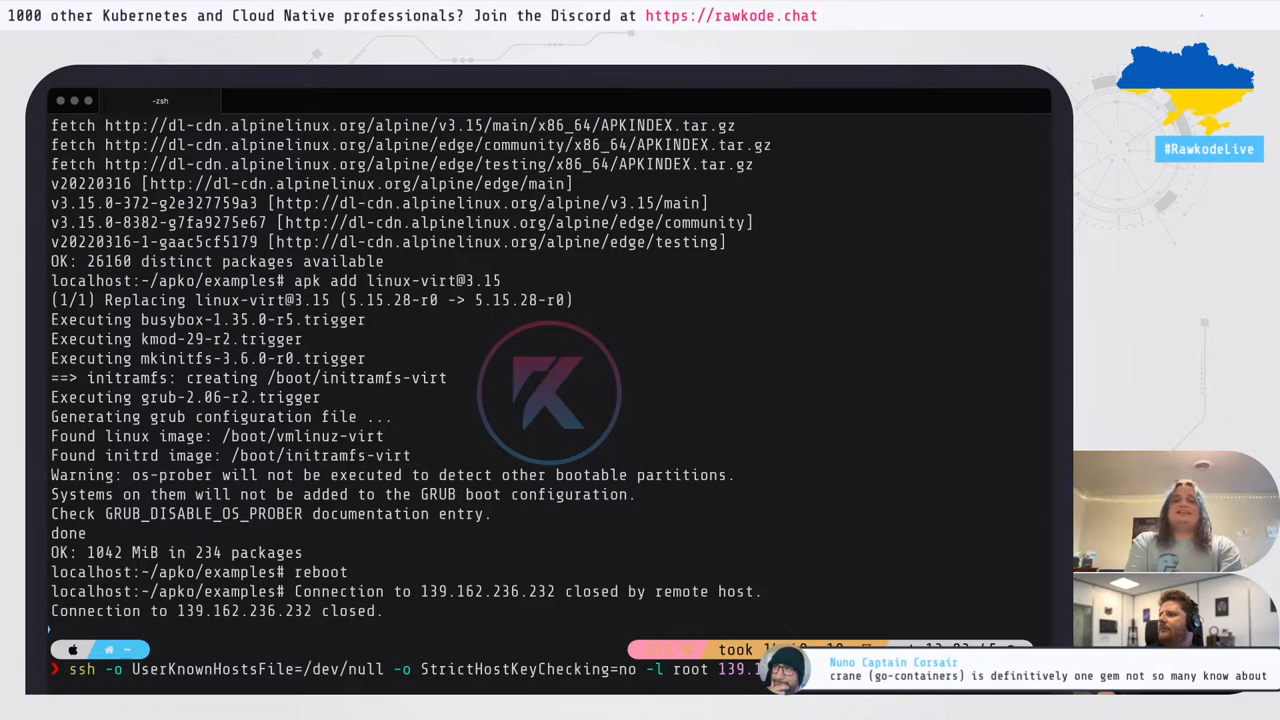 1000 other Kubernetes and Cloud Native professionals? Join the Discord at https://rawkode.chat
#RawkodeLive
-zsh
fetch http://dl-cdn.alpinelinux.org/alpine/v3.15/main/x86_64/APKINDEX.tar.gz
fetch http://dl-cdn.alpinelinux.org/alpine/edge/community/x86_64/APKINDEX.tar.gz
fetch http://dl-cdn.alpinelinux.org/alpine/edge/testing/x86_64/APKINDEX.tar.gz
v20220316 [http://dl-cdn.alpinelinux.org/alpine/edge/main]
v3.15.0-372-g2e327759a3 [http://dl-cdn.alpinelinux.org/alpine/v3.15/main]
v3.15.0-8382-g7fa9275e67 [http://dl-cdn.alpinelinux.org/alpine/edge/community]
v20220316-1-gaac5cf5179 [http://dl-cdn.alpinelinux.org/alpine/edge/testing]
OK: 26160 distinct packages available
localhost:~/apko/examples# apk add linux-virt@3.15
(1/1) Replacing linux-virt@3.15 (5.15.28-r0 -> 5.15.28-r0)
Executing busybox-1.35.0-r5.trigger
Executing kmod-29-r2.trigger
Executing mkinitfs-3.6.0-r0.trigger
==> initramfs: creating /boot/initramfs-virt
Executing grub-2.06-r2.trigger
Generating grub configuration file ...
Found linux image: /boot/vmlinuz-virt
Found initrd image: /boot/initramfs-virt
Warning: os-prober will not be executed to detect other bootable partitions.
Systems on them will not be added to the GRUB boot configuration.
Check GRUB_DISABLE_OS_PROBER documentation entry.
done
OK: 1042 MiB in 234 packages
localhost:~/apko/examples# reboot
localhost:~/apko/examples# Connection to 139.162.236.232 closed by remote host.
Connection to 139.162.236.232 closed.
~ took
❯ ssh -o UserKnownHostsFile=/dev/null -o StrictHostKeyChecking=no -l root
Nuno Captain Corsair
crane (go-containers) is definitively one gem not so many know about